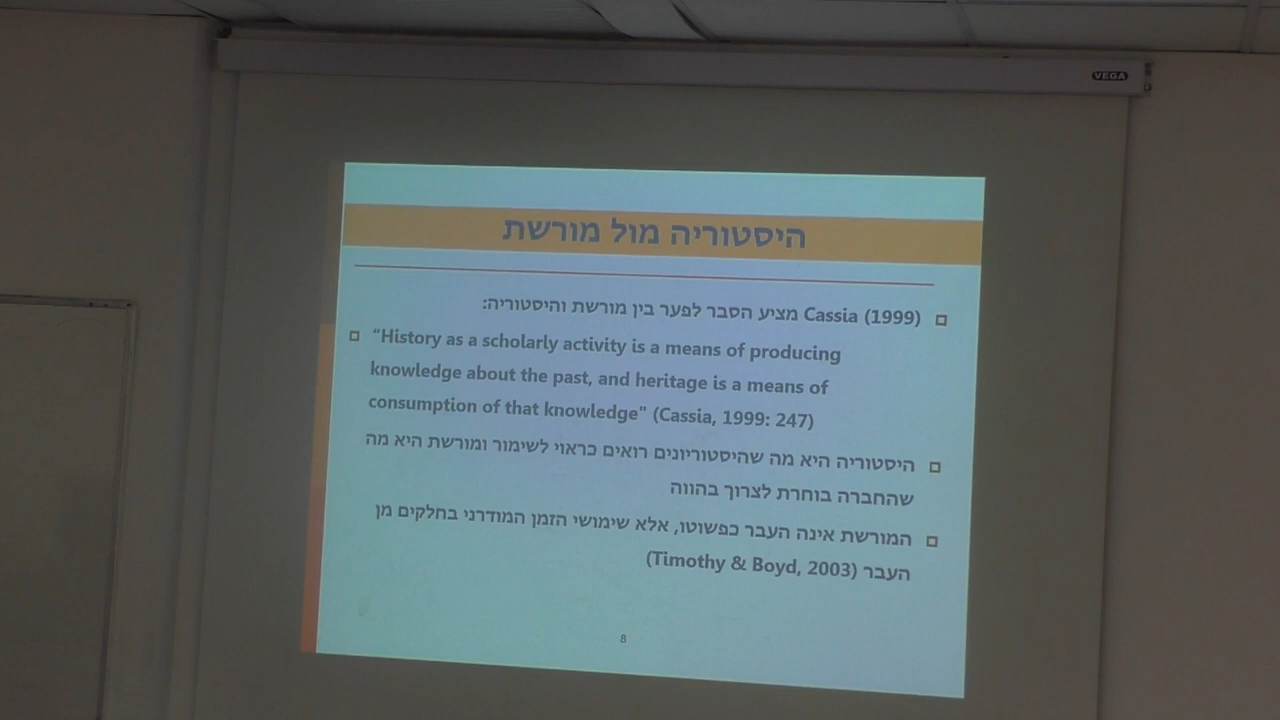 VEGA
היסטוריה מול מורשת
Cassia (1999) מציע הסבר לפער בין מורשת והיסטוריה:
“History as a scholarly activity is a means of producing
knowledge about the past, and heritage is a means of
consumption of that knowledge" (Cassia, 1999: 247)
היסטוריה היא מה שהיסטוריונים רואים כראוי לשימור ומורשת היא מה
שהחברה בוחרת לצרוך בהווה
המורשת אינה העבר כפשוטו, אלא שימושי הזמן המודרני בחלקים מן
העבר (Timothy & Boyd, 2003)
8